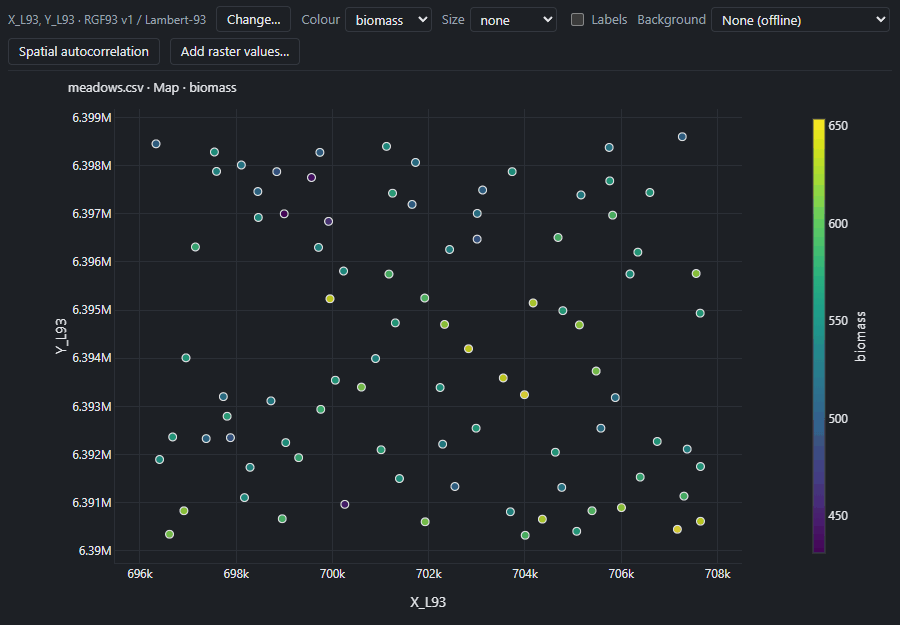 X_L93, Y_L93 · RGF93 v1 / Lambert-93 Change... Colour biomass Size none Labels Background None (offline)
Spatial autocorrelation Add raster values...
meadows.csv · Map · biomass
6.399M
6.398M
6.397M
6.396M
6.395M
6.394M
6.393M
6.392M
6.391M
6.39M
Y_L93
696k 698k 700k 702k 704k 706k 708k
X_L93
650
600
550
500
450
biomass